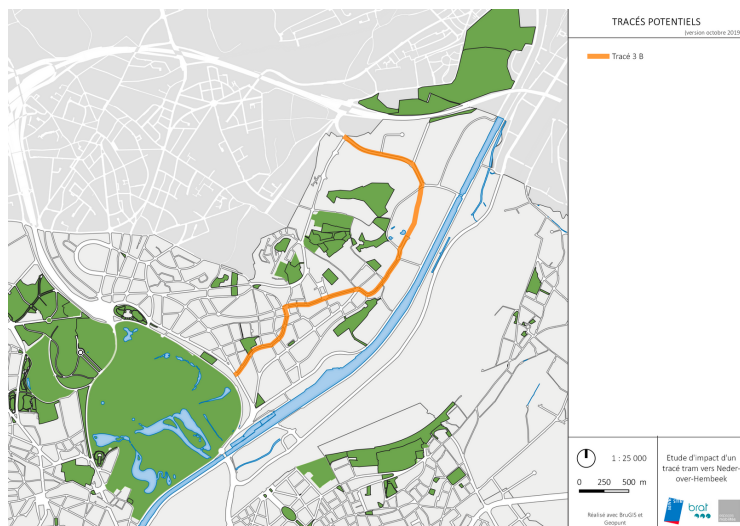 TRACÉS POTENTIELS
(version octobre 2019)
Tracé 3 B
1 : 25 000
0 250 500 m
Réalisé avec BruGIS et
Géopunt
Etude d'impact d'un
tracé tram vers Neder-
over-Hembeek
brat